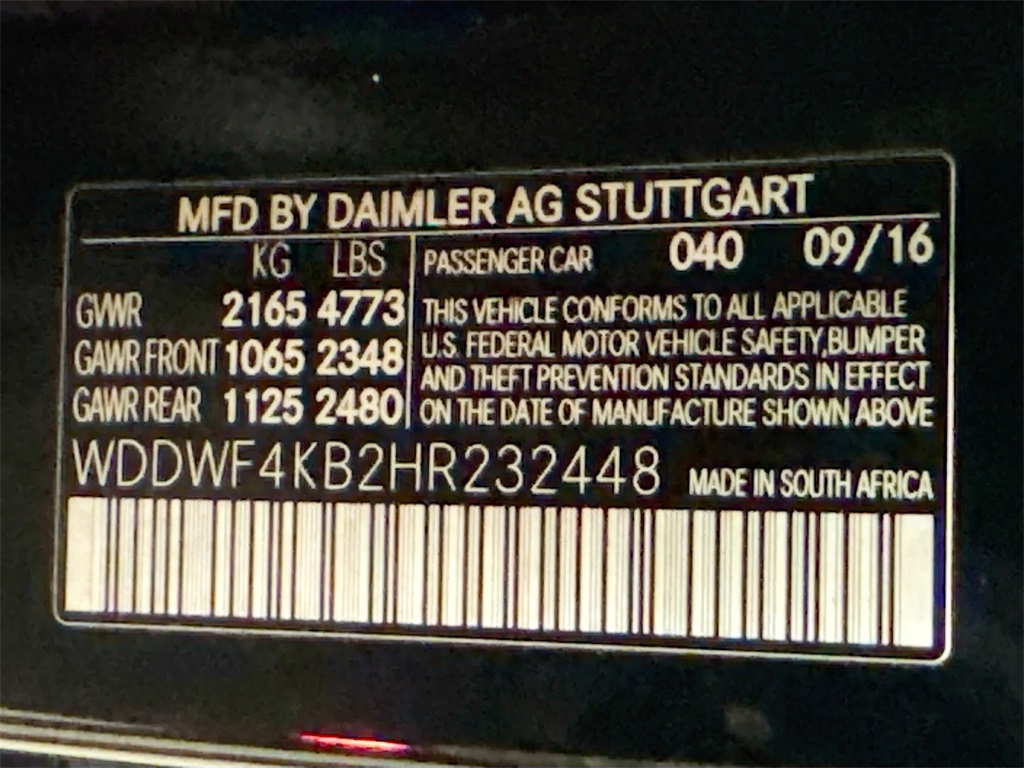 MFD BY DAIMLER AG STUTTGART
KG LBS
GVWR 2165 4773
GAWR FRONT 1065 2348
GAWR REAR 1125 2480
PASSENGER CAR 040 09/16
THIS VEHICLE CONFORMS TO ALL APPLICABLE
U.S. FEDERAL MOTOR VEHICLE SAFETY,BUMPER
AND THEFT PREVENTION STANDARDS IN EFFECT
ON THE DATE OF MANUFACTURE SHOWN ABOVE
WDDWF4KB2HR232448 MADE IN SOUTH AFRICA